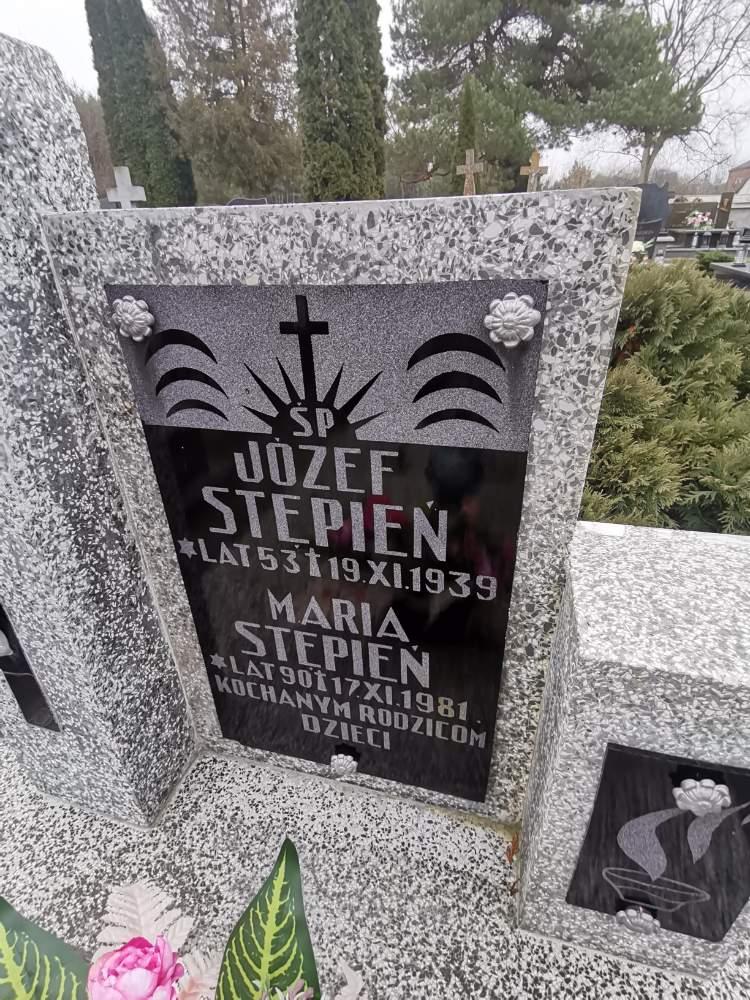 ŚP
JÓZEF
STĘPIEŃ
*LAT 53 † 19.XI.1939
MARIA
STĘPIEŃ
*LAT 90 † 17.XI.1981
KOCHANYM RODZICOM
DZIECI